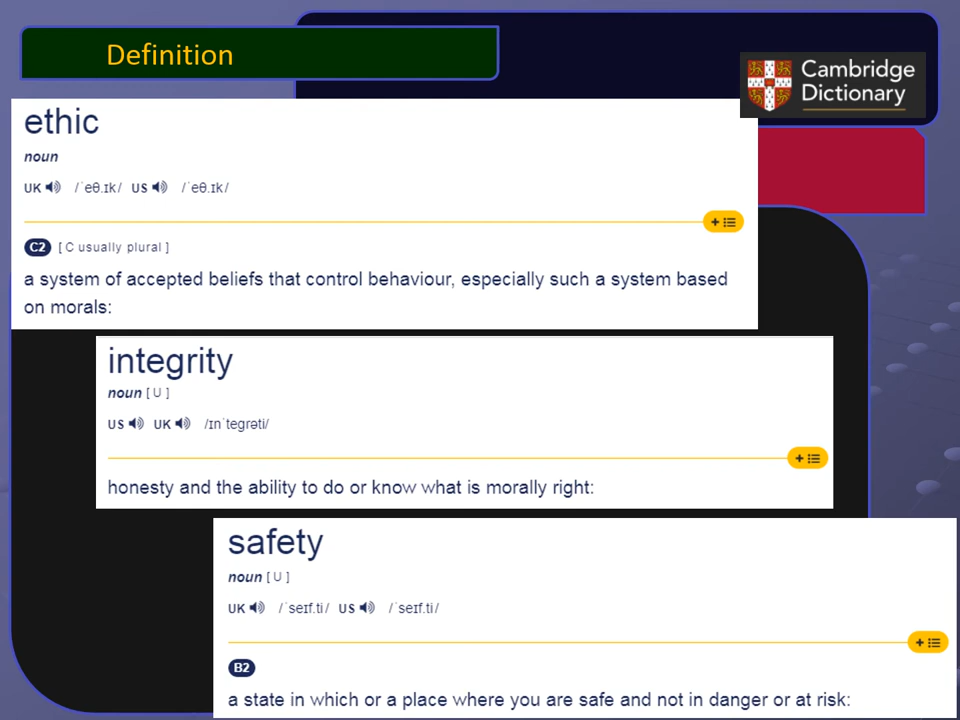 Definition
Cambridge
Dictionary
ethic
noun
UK /ˈeθ.ɪk/ US /ˈeθ.ɪk/
C2 [ C usually plural ]
a system of accepted beliefs that control behaviour, especially such a system based
on morals:
integrity
noun [ U ]
US UK /ɪnˈteɡrəti/
honesty and the ability to do or know what is morally right:
safety
noun [ U ]
UK /ˈseɪf.ti/ US /ˈseɪf.ti/
B2
a state in which or a place where you are safe and not in danger or at risk: